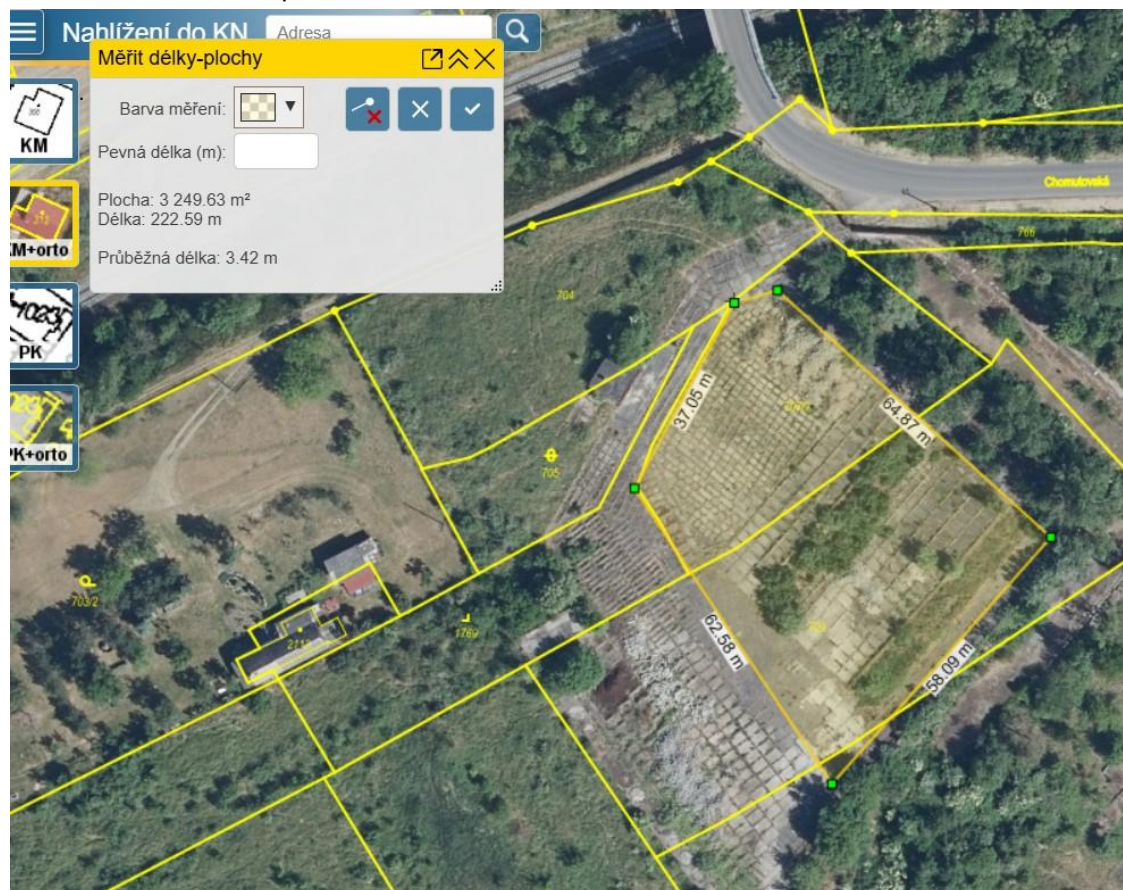 Nahlížení do KN
Adresa
Měřit délky-plochy
Barva měření:
Pevná délka (m):
Plocha: 3 249.63 m²
Délka: 222.59 m
Průběžná délka: 3.42 m
KM
KM+orto
PK
PK+orto
Chomutovská
766
704
37.05 m
64.87 m
705
703/2
2112
1769
62.58 m
58.09 m